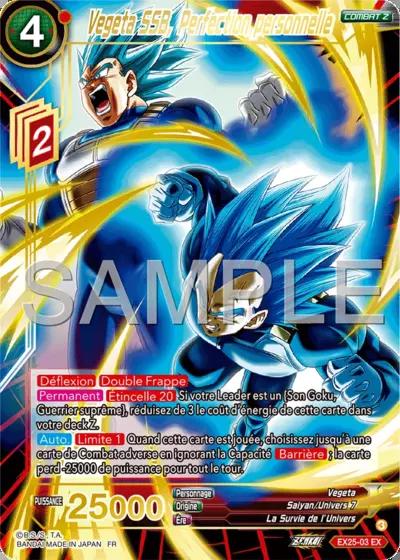 4
Vegeta SSB, Perfection personnelle
COMBAT Z
2
SAMPLE
Déflexion Double Frappe
Permanent Étincelle 20 Si votre Leader est un {Son Goku,
Guerrier suprême}, réduisez de 3 le coût d'énergie de cette carte dans
votre deck Z.
Auto. Limite 1 Quand cette carte est jouée, choisissez jusqu'à une
carte de Combat adverse en ignorant la Capacité Barrière ; la carte
perd -25000 de puissance pour tout le tour.
PUISSANCE 25000
Personnage Vegeta
Origine Saiyan/Univers 7
Ère La Survie de l'Univers
©B.S./S., T.A.
BANDAI MADE IN JAPAN FR
EX25-03 EX
3